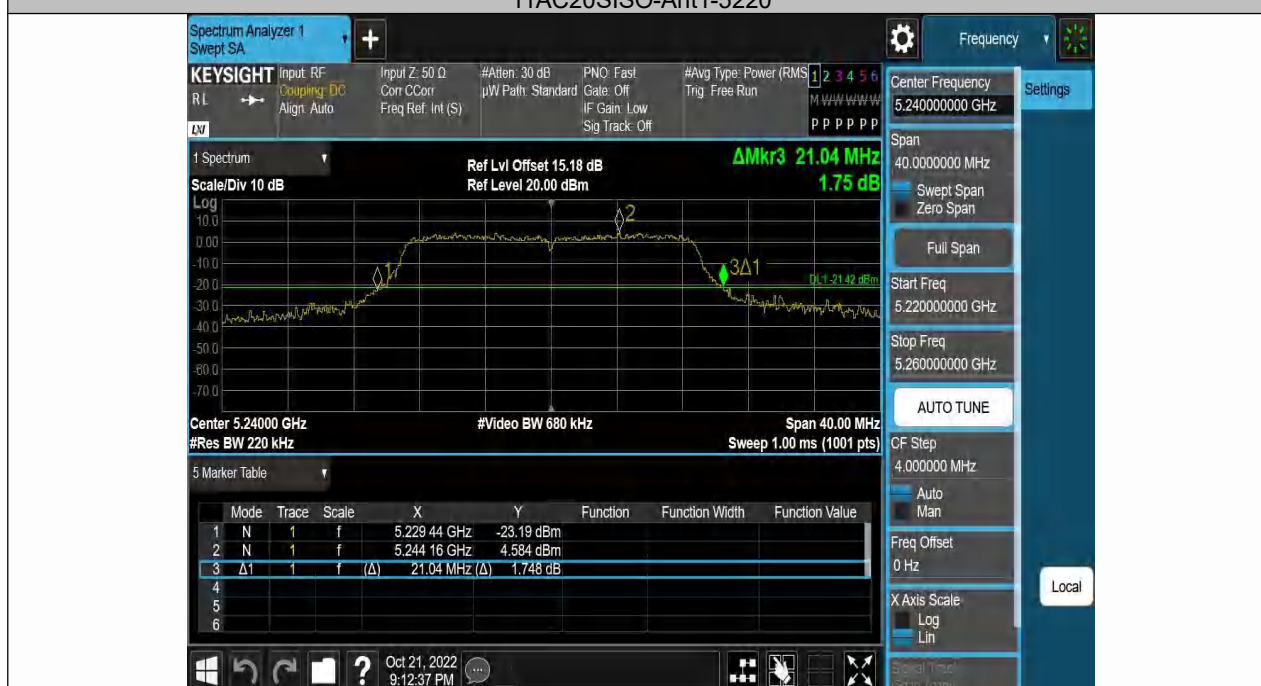 11AC20SISO-Ant1-5220
Spectrum Analyzer 1
Swept SA
+
Frequency
KEYSIGHT
RL
LXI
Input: RF
Coupling: DC
Align: Auto
Input Z: 50 Ω
Corr CCorr
Freq Ref: Int (S)
#Atten: 30 dB
µW Path: Standard
PNO: Fast
Gate: Off
IF Gain: Low
Sig Track: Off
#Avg Type: Power (RMS
Trig: Free Run
1 2 3 4 5 6
M W W W W W
P P P P P P
Center Frequency
5.240000000 GHz
Settings
1 Spectrum
Ref Lvl Offset 15.18 dB
ΔMkr3 21.04 MHz
Scale/Div 10 dB
Ref Level 20.00 dBm
1.75 dB
Log
10.0
0.00
-10.0
-20.0
-30.0
-40.0
-50.0
-60.0
-70.0
1
2
3Δ1
DL1 -21.42 dBm
Center 5.24000 GHz
#Video BW 680 kHz
Span 40.00 MHz
#Res BW 220 kHz
Sweep 1.00 ms (1001 pts)
Span
40.0000000 MHz
Swept Span
Zero Span
Full Span
Start Freq
5.220000000 GHz
Stop Freq
5.260000000 GHz
AUTO TUNE
CF Step
4.000000 MHz
Auto
Man
Freq Offset
0 Hz
X Axis Scale
Log
Lin
Local
5 Marker Table
Mode Trace Scale X Y Function Function Width Function Value
1 N 1 f 5.229 44 GHz -23.19 dBm
2 N 1 f 5.244 16 GHz 4.584 dBm
3 Δ1 1 f (Δ) 21.04 MHz (Δ) 1.748 dB
4
5
6
?
Oct 21, 2022
9:12:37 PM